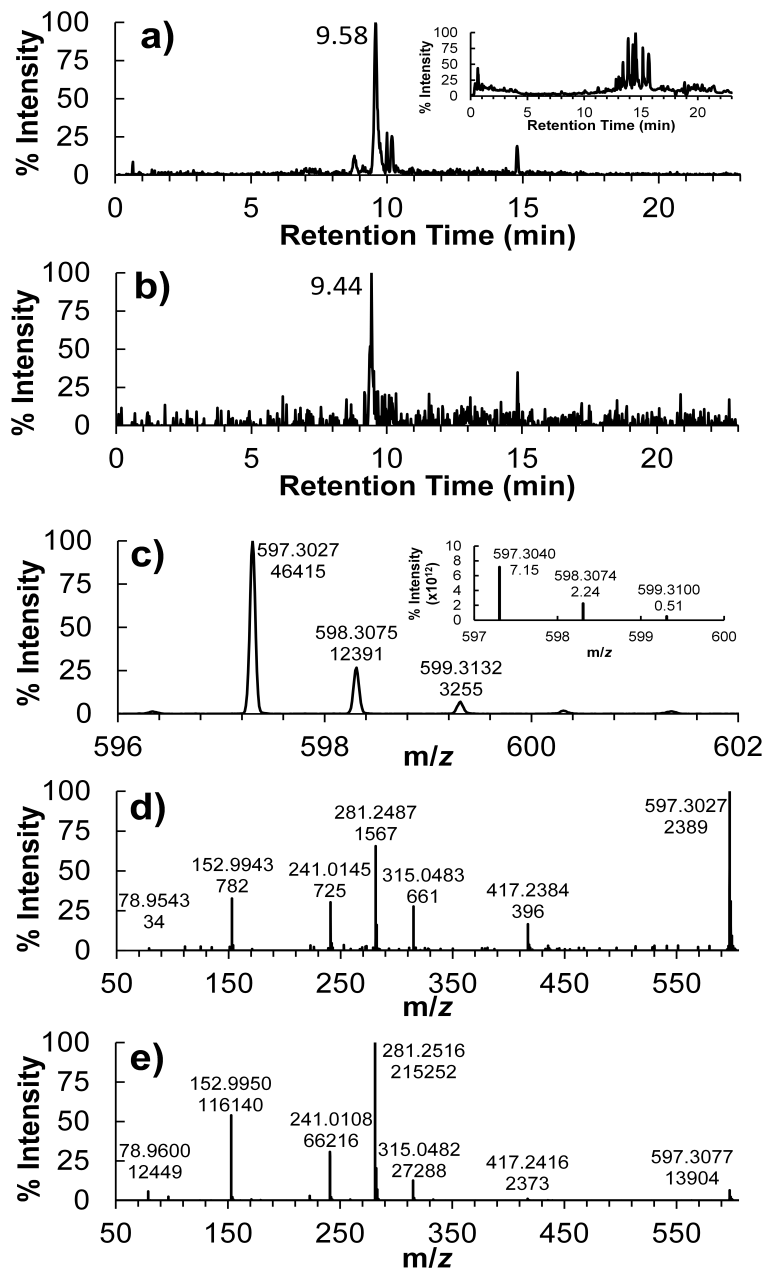 a)
% Intensity
100
75
50
25
0
9.58
0 5 10 15 20
Retention Time (min)
% Intensity
100
75
50
25
0
0 5 10 15 20
Retention Time (min)
b)
% Intensity
100
75
50
25
0
9.44
0 5 10 15 20
Retention Time (min)
c)
% Intensity
100
75
50
25
0
597.3027
46415
598.3075
12391
599.3132
3255
596 598 600 602
m/z
% Intensity
(x10¹²)
10
8
6
4
2
0
597.3040
7.15
598.3074
2.24
599.3100
0.51
597 598 599 600
m/z
d)
% Intensity
100
75
50
25
0
78.9543
34
152.9943
782
241.0145
725
281.2487
1567
315.0483
661
417.2384
396
597.3027
2389
50 150 250 350 450 550
m/z
e)
% Intensity
100
75
50
25
0
78.9600
12449
152.9950
116140
241.0108
66216
281.2516
215252
315.0482
27288
417.2416
2373
597.3077
13904
50 150 250 350 450 550
m/z